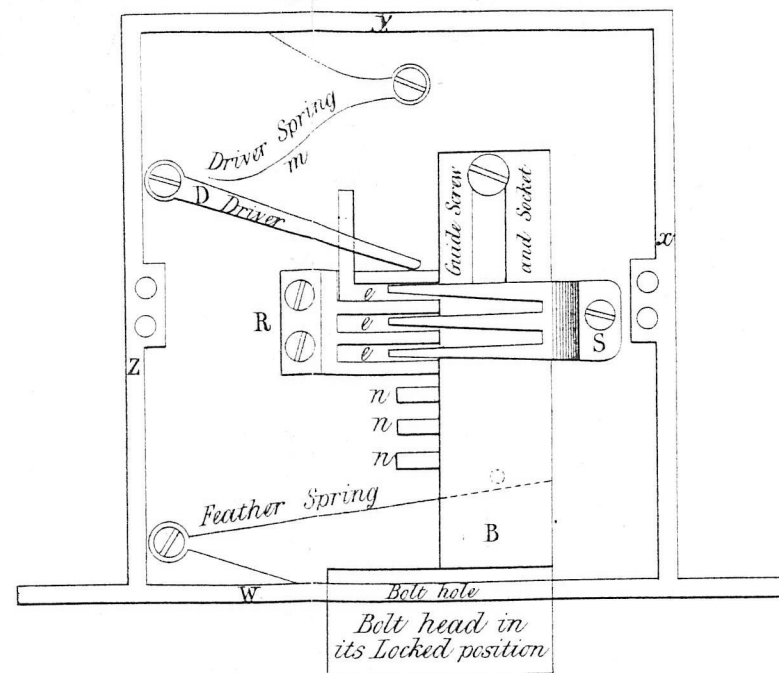 y
Driver Spring
m
D Driver
Guide Screw
and Socket
x
R
e
e
e
S
Z
n
n
n
Feather Spring
B
W
Bolt hole
Bolt head in
its Locked position